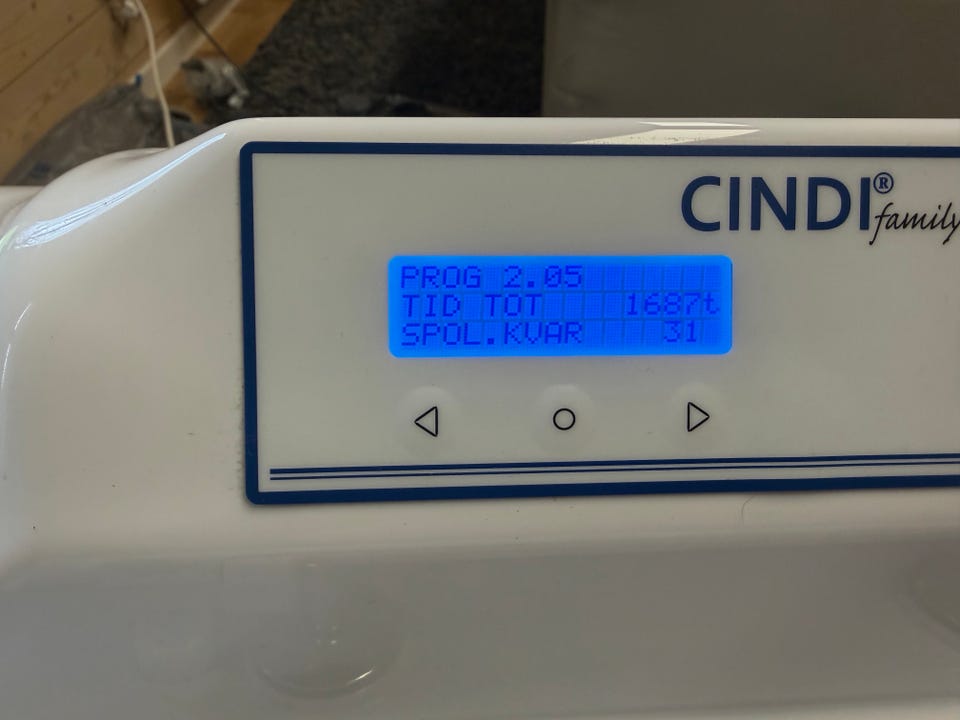 CINDI®
family
PROG 2.05
TID TOT 1687t
SPOL.KVAR 31